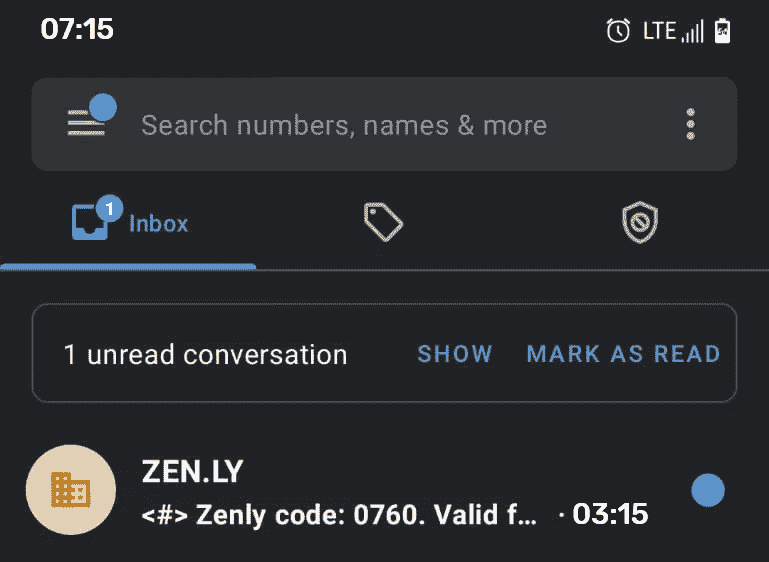 07:15 LTE
Search numbers, names & more
1 Inbox
1 unread conversation SHOW MARK AS READ
ZEN.LY
<#> Zenly code: 0760. Valid f... · 03:15